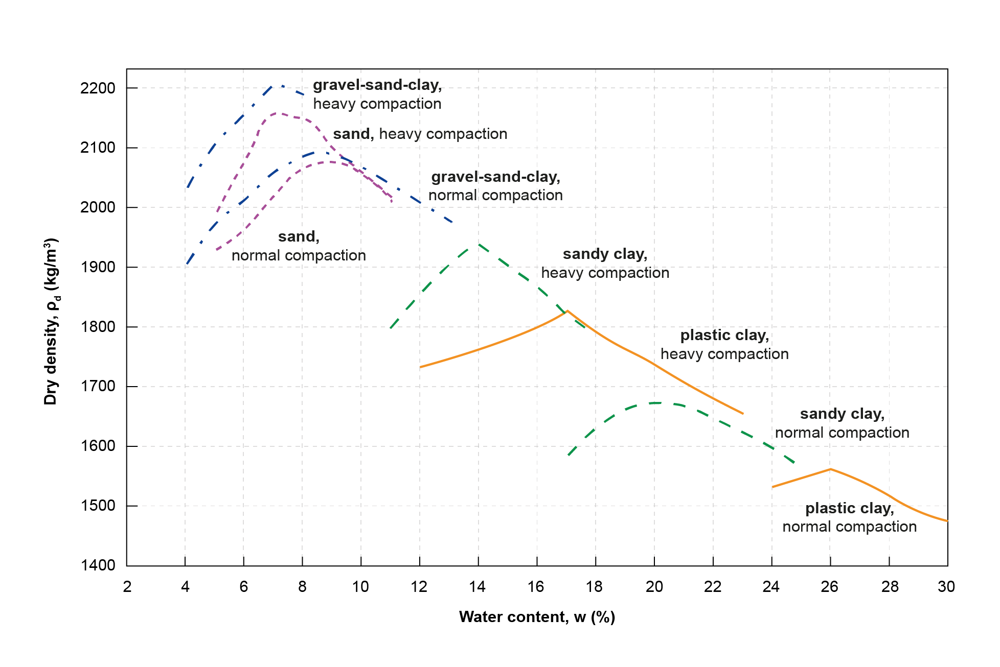 2200
2100
2000
1900
1800
1700
1600
1500
1400
Dry density, ρd (kg/m³)
gravel-sand-clay,
heavy compaction
sand, heavy compaction
gravel-sand-clay,
normal compaction
sand,
normal compaction
sandy clay,
heavy compaction
plastic clay,
heavy compaction
sandy clay,
normal compaction
plastic clay,
normal compaction
2 4 6 8 10 12 14 16 18 20 22 24 26 28 30
Water content, w (%)